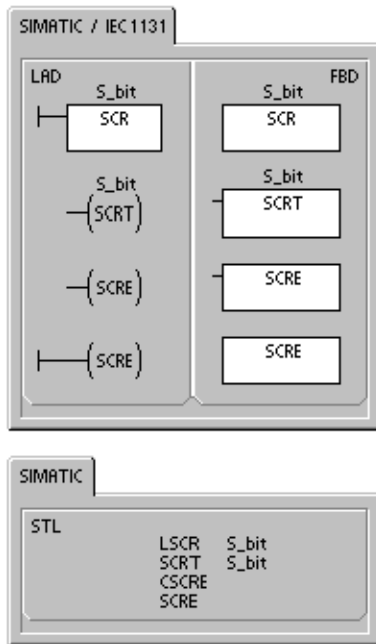 SIMATIC / IEC1131
LAD FBD
S_bit S_bit
SCR SCR
S_bit S_bit
SCRT SCRT
SCRE SCRE
SCRE SCRE
SIMATIC
STL
LSCR S_bit
SCRT S_bit
CSCRE
SCRE